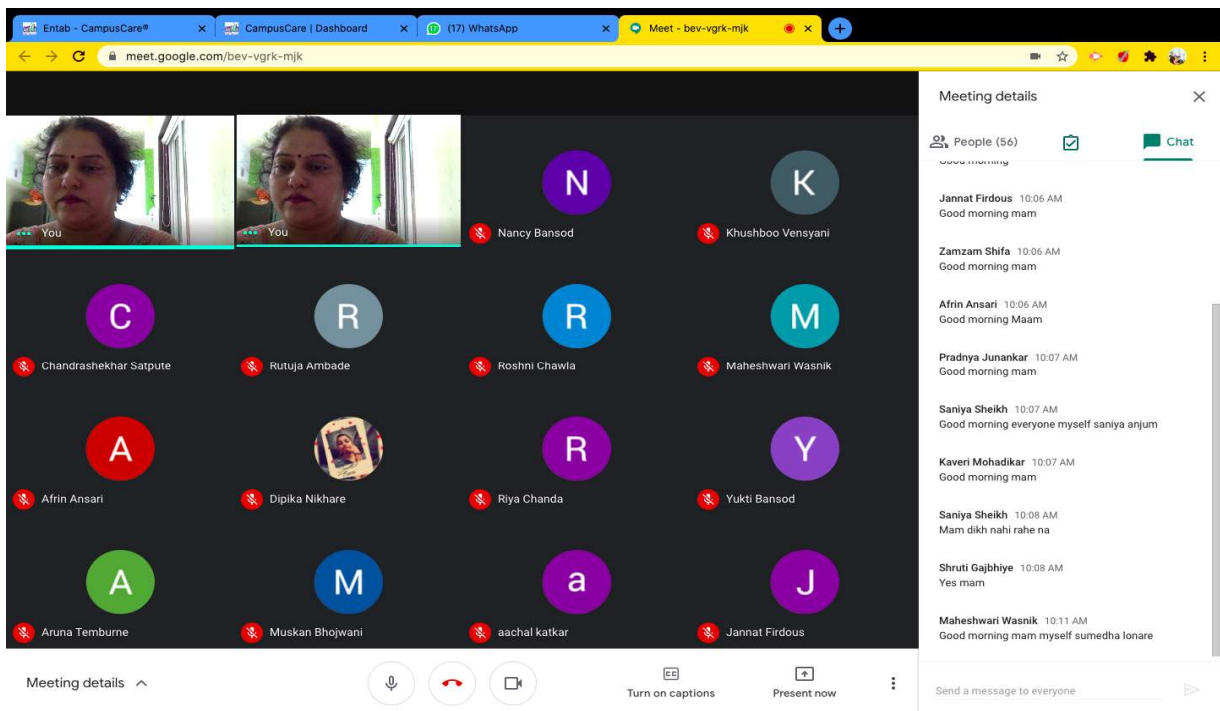 Entab - CampusCare®
CampusCare | Dashboard
(17) WhatsApp
Meet - bev-vgrk-mjk
meet.google.com/bev-vgrk-mjk
You
You
N
Nancy Bansod
K
Khushboo Vensyani
C
Chandrashekhar Satpute
R
Rutuja Ambade
R
Roshni Chawla
M
Maheshwari Wasnik
A
Afrin Ansari
Dipika Nikhare
R
Riya Chanda
Y
Yukti Bansod
A
Aruna Temburne
M
Muskan Bhojwani
a
aachal katkar
J
Jannat Firdous
Meeting details
Turn on captions
Present now
Meeting details
People (56)
Chat
Good morning
Jannat Firdous 10:06 AM
Good morning mam
Zamzam Shifa 10:06 AM
Good morning mam
Afrin Ansari 10:06 AM
Good morning Maam
Pradnya Junankar 10:07 AM
Good morning mam
Saniya Sheikh 10:07 AM
Good morning everyone myself saniya anjum
Kaveri Mohadikar 10:07 AM
Good morning mam
Saniya Sheikh 10:08 AM
Mam dikh nahi rahe na
Shruti Gajbhiye 10:08 AM
Yes mam
Maheshwari Wasnik 10:11 AM
Good morning mam myself sumedha lonare
Send a message to everyone